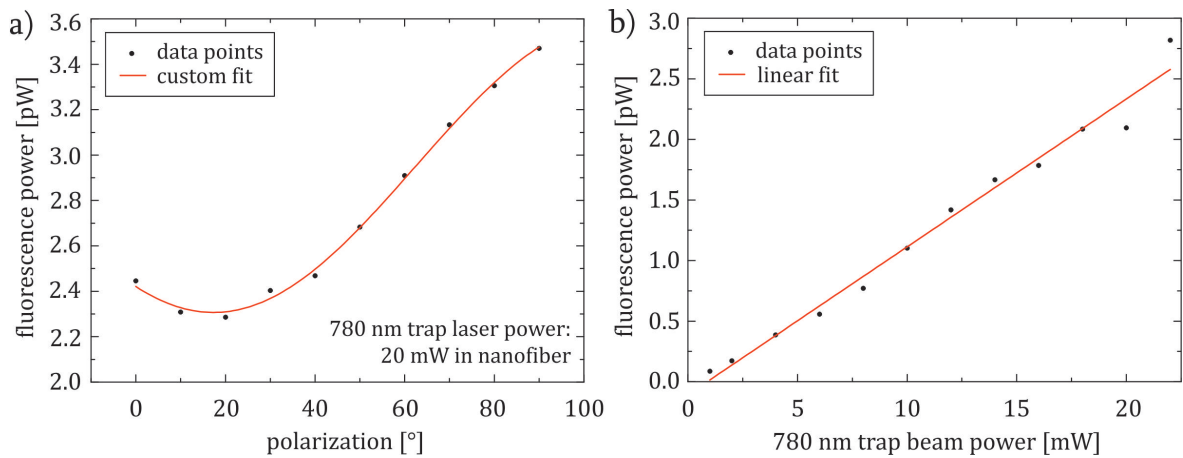 a)
3.6
3.4
3.2
3.0
2.8
2.6
2.4
2.2
2.0
fluorescence power [pW]
data points
custom fit
780 nm trap laser power:
20 mW in nanofiber
0
20
40
60
80
100
polarization [°]
b)
3.0
2.5
2.0
1.5
1.0
0.5
0.0
fluorescence power [pW]
data points
linear fit
0
5
10
15
20
780 nm trap beam power [mW]